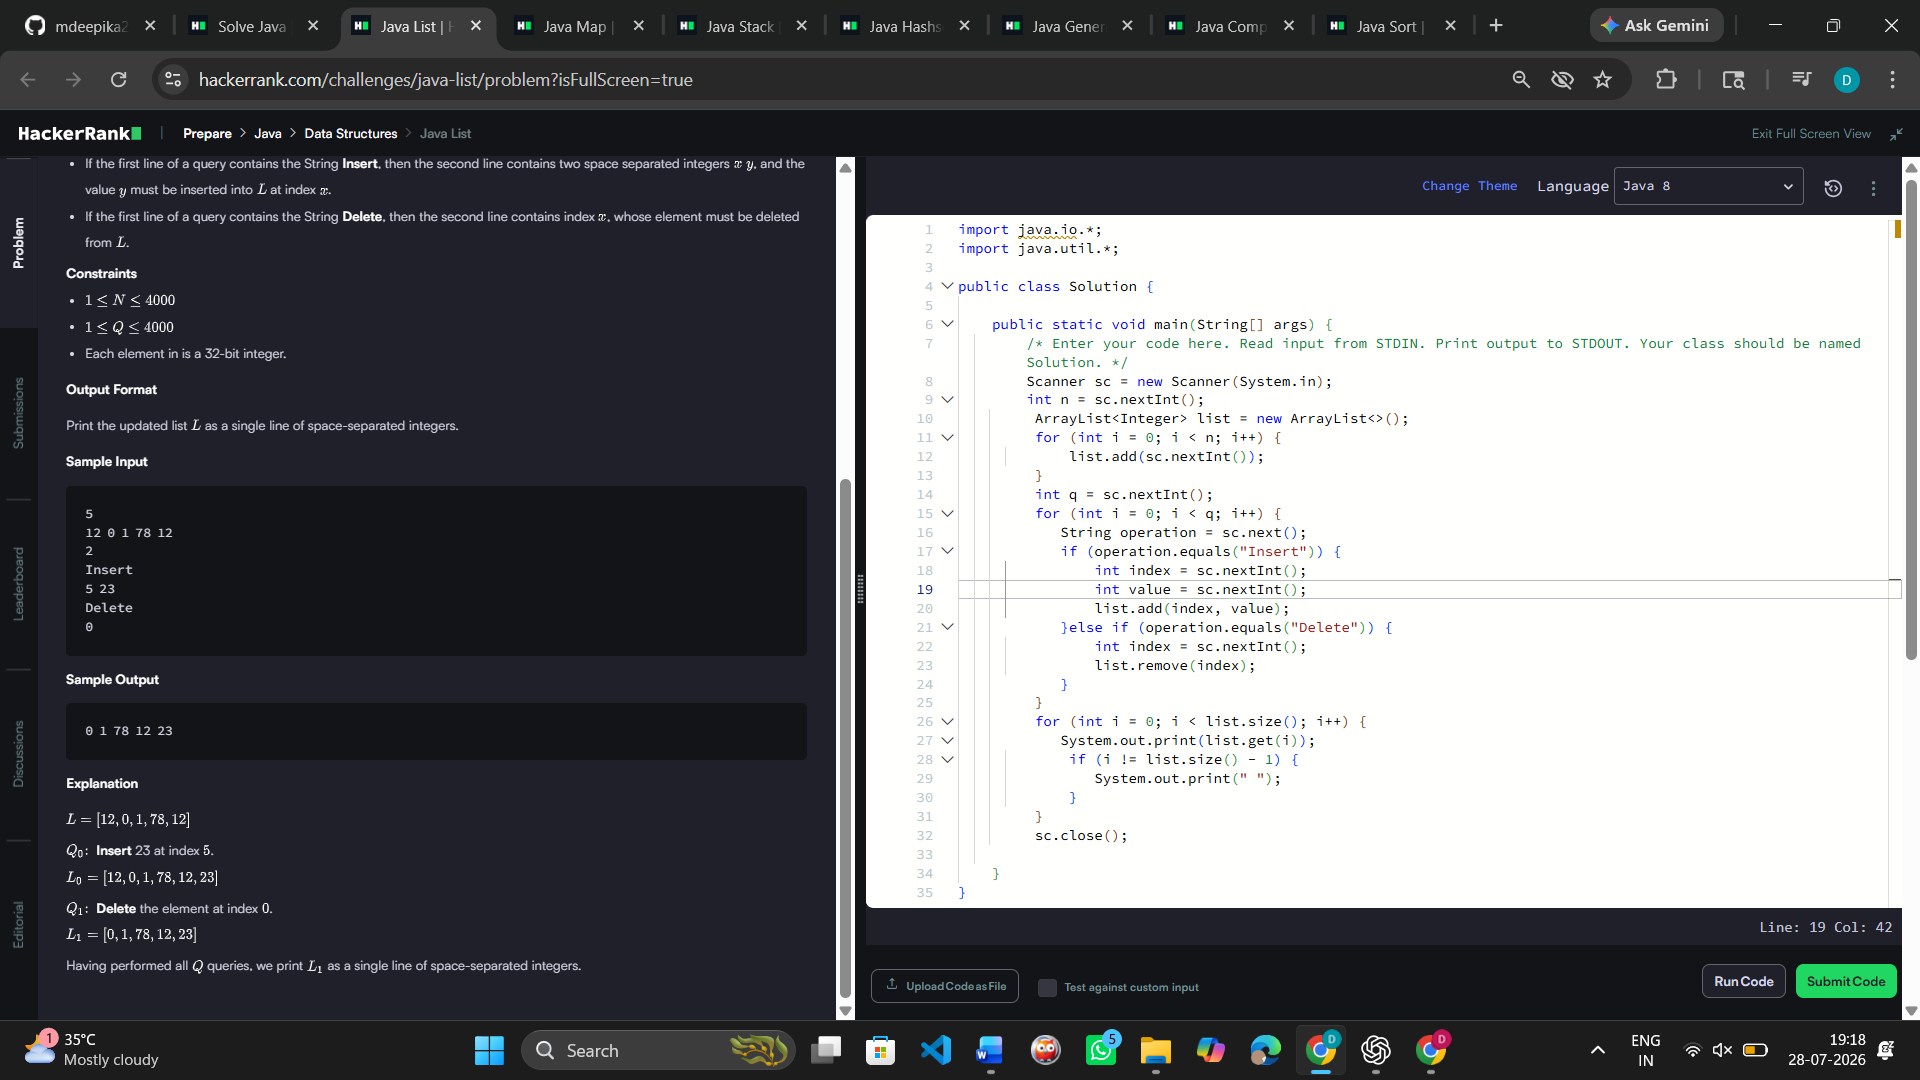 mdeepika2
Solve Java
Java List | H
Java Map |
Java Stack
Java Hashs
Java Gener
Java Comp
Java Sort |
Ask Gemini
hackerrank.com/challenges/java-list/problem?isFullScreen=true
D
HackerRank
Prepare > Java > Data Structures > Java List
Exit Full Screen View
Problem
Submissions
Leaderboard
Discussions
Editorial
• If the first line of a query contains the String Insert, then the second line contains two space separated integers x y, and the
value y must be inserted into L at index x.
• If the first line of a query contains the String Delete, then the second line contains index x, whose element must be deleted
from L.
Constraints
• 1 ≤ N ≤ 4000
• 1 ≤ Q ≤ 4000
• Each element in is a 32-bit integer.
Output Format
Print the updated list L as a single line of space-separated integers.
Sample Input
5
12 0 1 78 12
2
Insert
5 23
Delete
0
Sample Output
0 1 78 12 23
Explanation
L = [12, 0, 1, 78, 12]
Q₀: Insert 23 at index 5.
L₀ = [12, 0, 1, 78, 12, 23]
Q₁: Delete the element at index 0.
L₁ = [0, 1, 78, 12, 23]
Having performed all Q queries, we print L₁ as a single line of space-separated integers.
Change Theme Language Java 8
1 import java.io.*;
2 import java.util.*;
3
4 public class Solution {
5
6 public static void main(String[] args) {
7 /* Enter your code here. Read input from STDIN. Print output to STDOUT. Your class should be named
Solution. */
8 Scanner sc = new Scanner(System.in);
9 int n = sc.nextInt();
10 ArrayList<Integer> list = new ArrayList<>();
11 for (int i = 0; i < n; i++) {
12 list.add(sc.nextInt());
13 }
14 int q = sc.nextInt();
15 for (int i = 0; i < q; i++) {
16 String operation = sc.next();
17 if (operation.equals("Insert")) {
18 int index = sc.nextInt();
19 int value = sc.nextInt();
20 list.add(index, value);
21 }else if (operation.equals("Delete")) {
22 int index = sc.nextInt();
23 list.remove(index);
24 }
25 }
26 for (int i = 0; i < list.size(); i++) {
27 System.out.print(list.get(i));
28 if (i != list.size() - 1) {
29 System.out.print(" ");
30 }
31 }
32 sc.close();
33
34 }
35 }
Line: 19 Col: 42
Upload Code as File
Test against custom input
Run Code
Submit Code
1
35°C
Mostly cloudy
Search
5
D
D
ENG
IN
19:18
28-07-2026